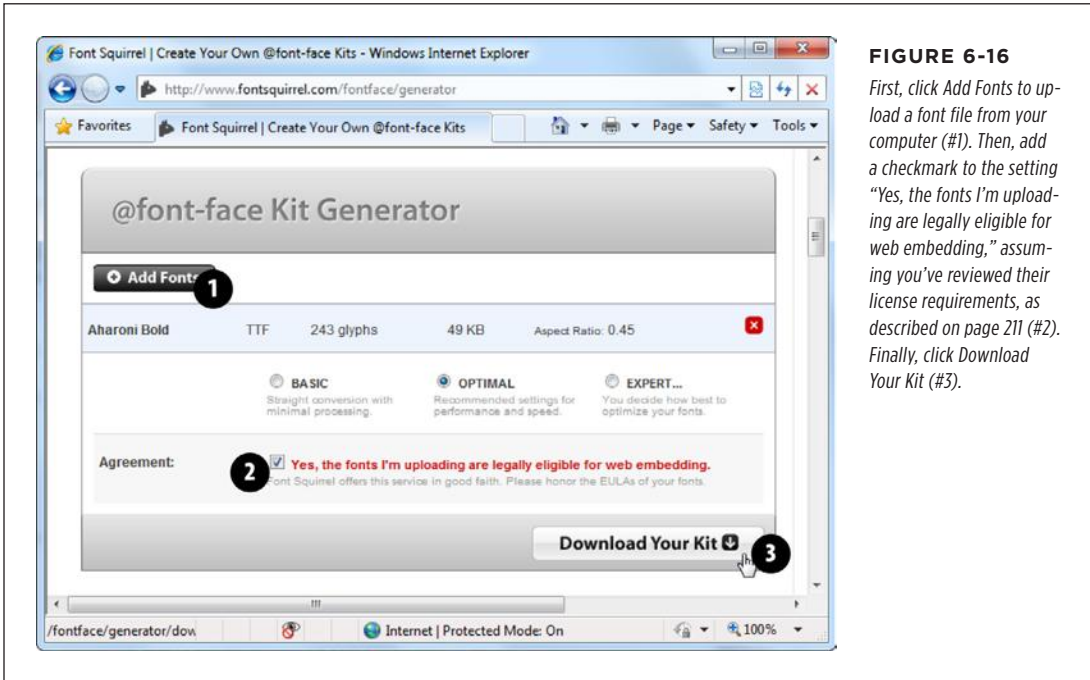 Font Squirrel | Create Your Own @font-face Kits - Windows Internet Explorer
http://www.fontsquirrel.com/fontface/generator
Favorites
Font Squirrel | Create Your Own @font-face Kits
Page
Safety
Tools
@font-face Kit Generator
Add Fonts
1
Aharoni Bold
TTF
243 glyphs
49 KB
Aspect Ratio: 0.45
BASIC
Straight conversion with
minimal processing.
OPTIMAL
Recommended settings for
performance and speed.
EXPERT...
You decide how best to
optimize your fonts.
Agreement:
2
Yes, the fonts I'm uploading are legally eligible for web embedding.
Font Squirrel offers this service in good faith. Please honor the EULAs of your fonts.
Download Your Kit
3
/fontface/generator/dow
Internet | Protected Mode: On
100%
FIGURE 6-16
First, click Add Fonts to up-
load a font file from your
computer (#1). Then, add
a checkmark to the setting
“Yes, the fonts I’m upload-
ing are legally eligible for
web embedding,” assum-
ing you’ve reviewed their
license requirements, as
described on page 211 (#2).
Finally, click Download
Your Kit (#3).